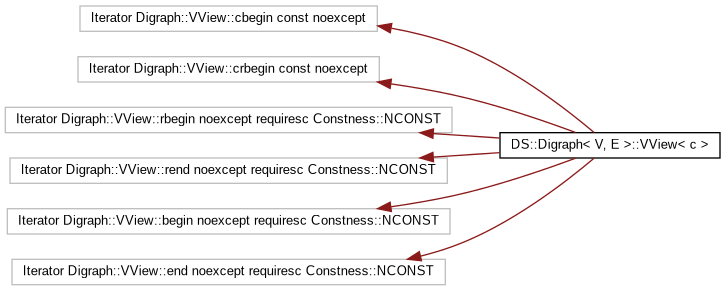 Iterator Digraph::VView::cbegin const noexcept
Iterator Digraph::VView::crbegin const noexcept
Iterator Digraph::VView::rbegin noexcept requiresc Constness::NCONST
DS::Digraph< V, E >::VView< c >
Iterator Digraph::VView::rend noexcept requiresc Constness::NCONST
Iterator Digraph::VView::begin noexcept requiresc Constness::NCONST
Iterator Digraph::VView::end noexcept requiresc Constness::NCONST